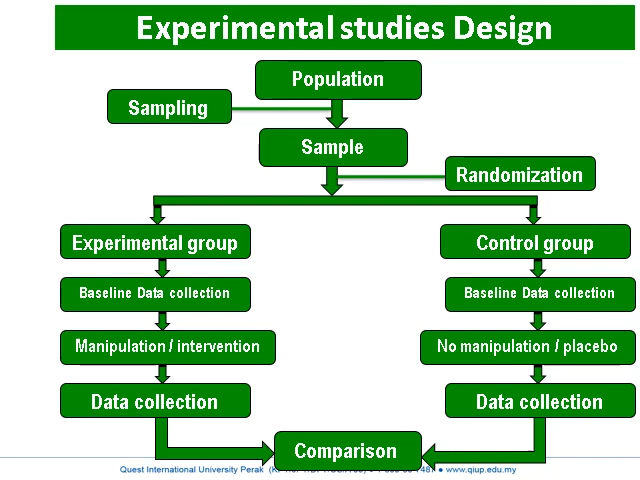 Experimental studies Design
Population
Sampling
Sample
Randomization
Experimental group
Control group
Baseline Data collection
Baseline Data collection
Manipulation / intervention
No manipulation / placebo
Data collection
Data collection
Comparison
Quest International University Perak
● www.qiup.edu.my